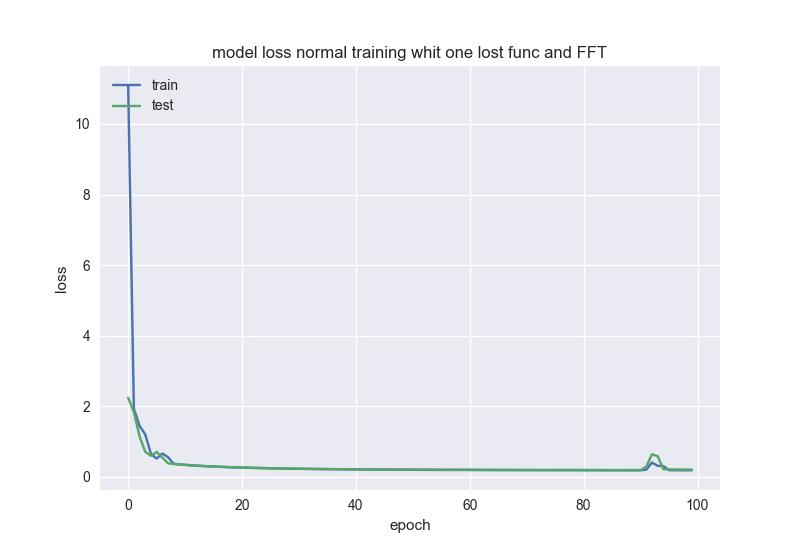 model loss normal training whit one lost func and FFT
train
test
10
8
6
4
2
0
loss
0 20 40 60 80 100
epoch